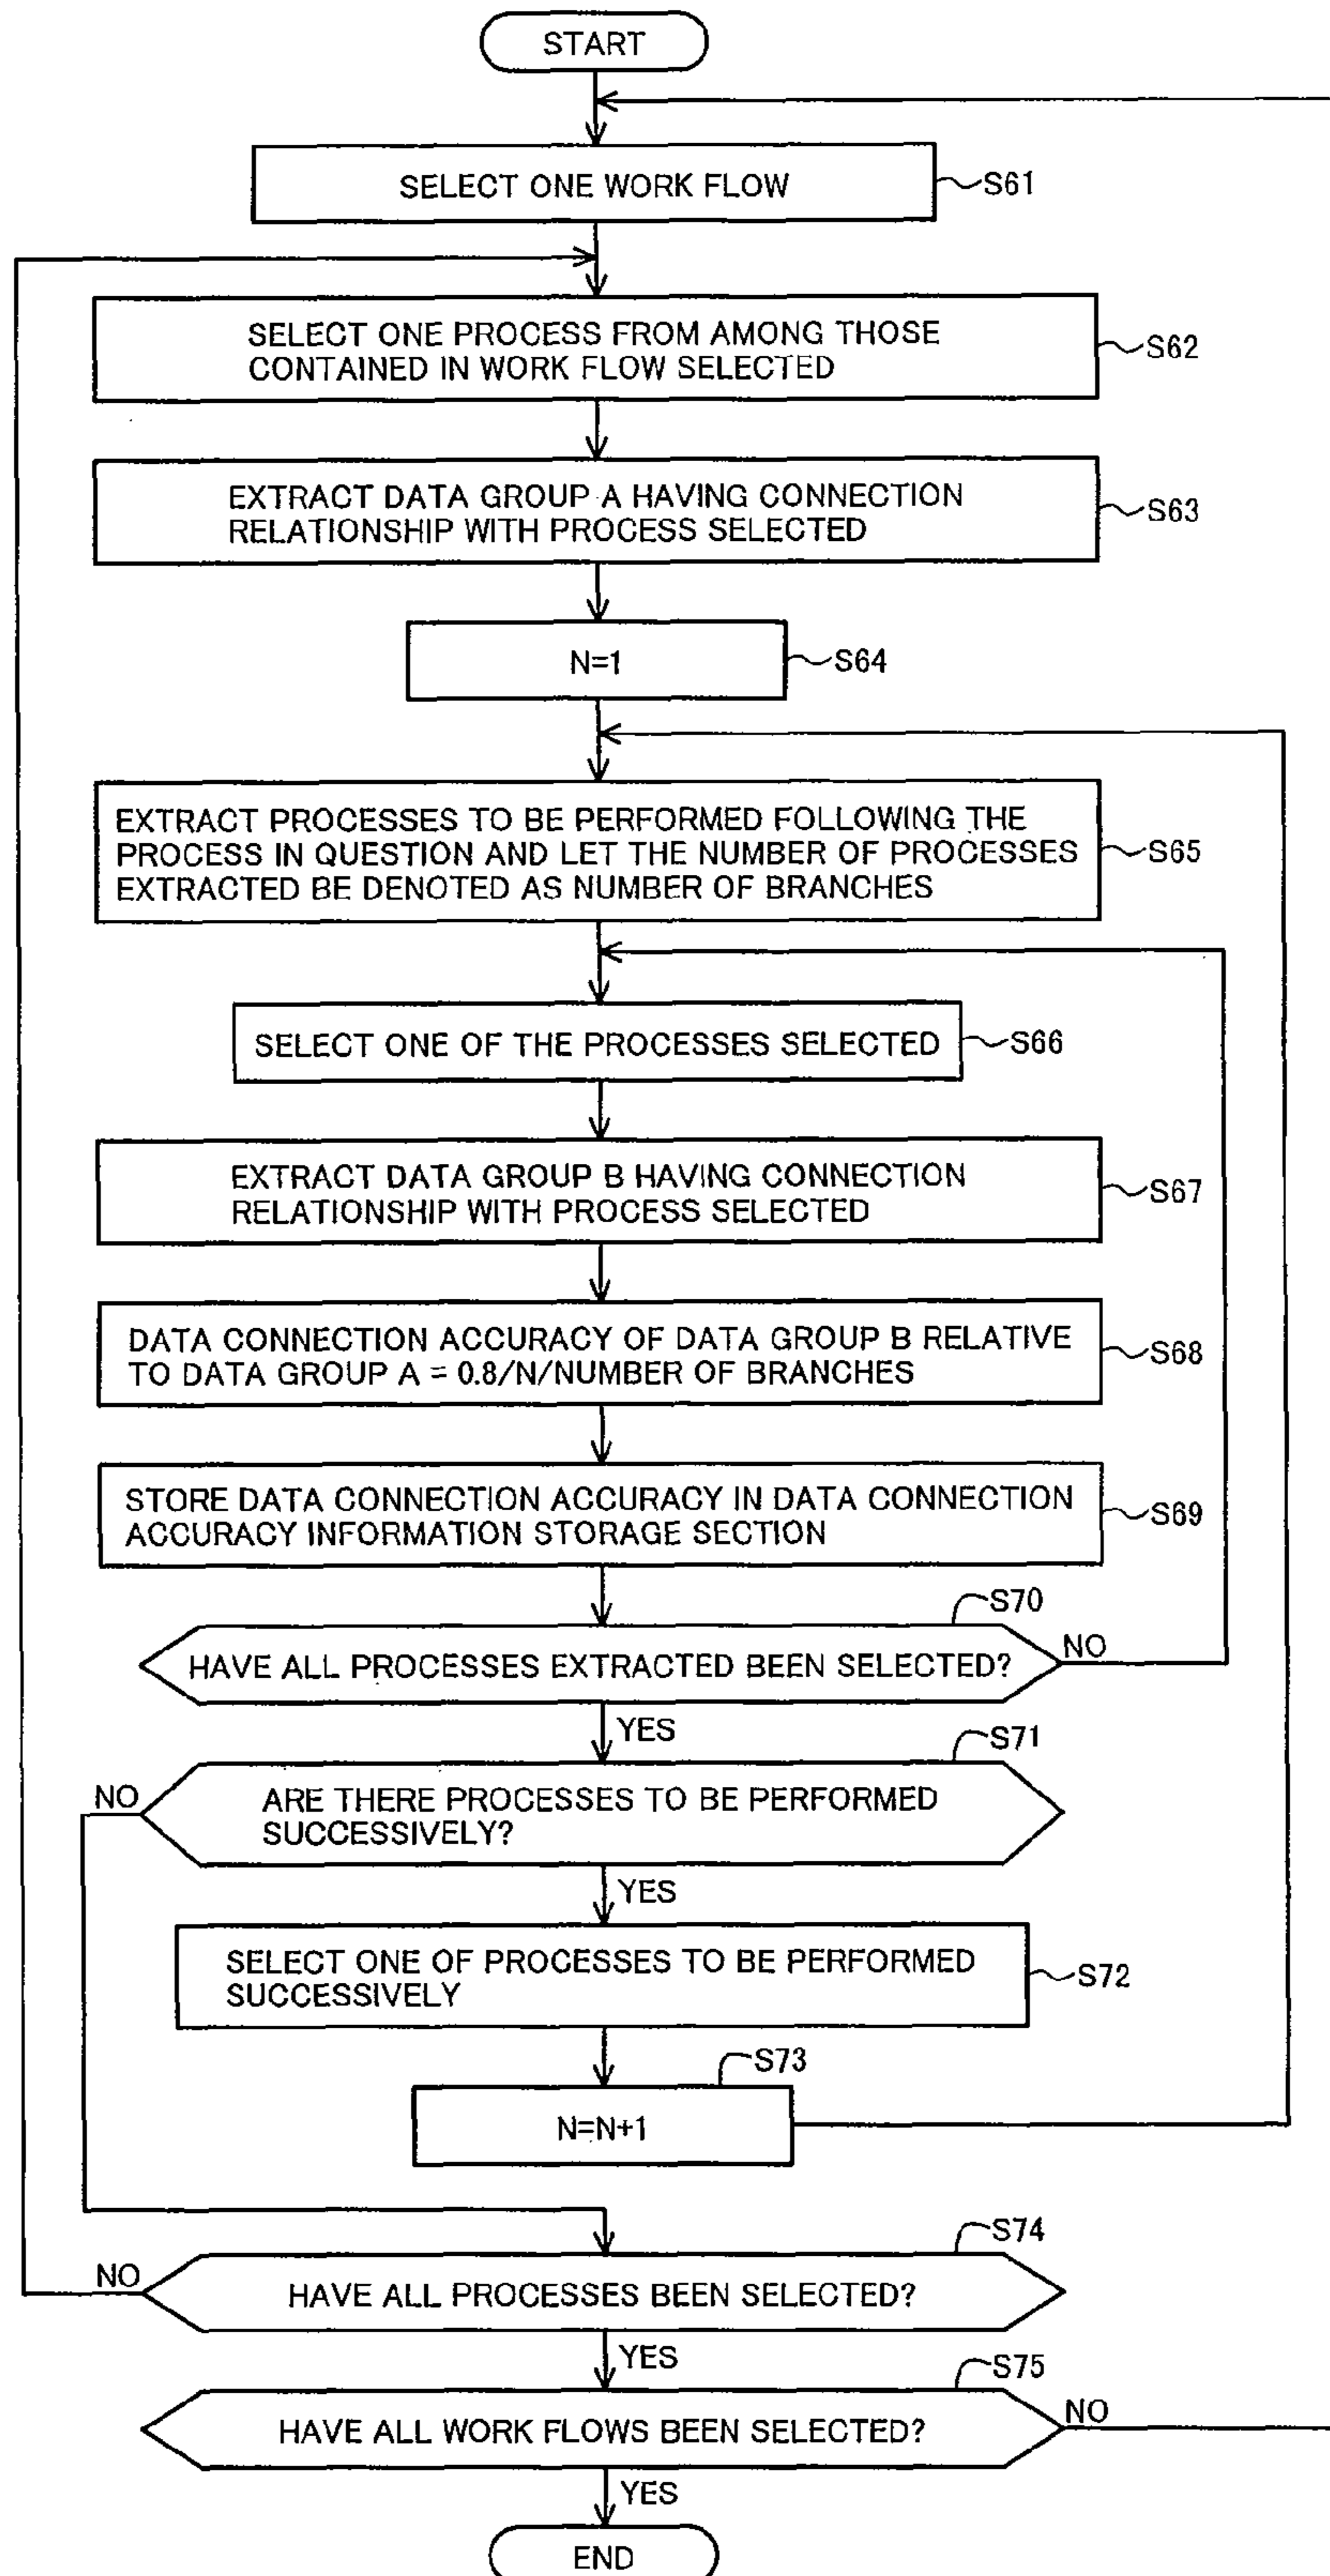 START
SELECT ONE WORK FLOW
S61
SELECT ONE PROCESS FROM AMONG THOSE
CONTAINED IN WORK FLOW SELECTED
S62
EXTRACT DATA GROUP A HAVING CONNECTION
RELATIONSHIP WITH PROCESS SELECTED
S63
N=1
S64
EXTRACT PROCESSES TO BE PERFORMED FOLLOWING THE
PROCESS IN QUESTION AND LET THE NUMBER OF PROCESSES
EXTRACTED BE DENOTED AS NUMBER OF BRANCHES
S65
SELECT ONE OF THE PROCESSES SELECTED
S66
EXTRACT DATA GROUP B HAVING CONNECTION
RELATIONSHIP WITH PROCESS SELECTED
S67
DATA CONNECTION ACCURACY OF DATA GROUP B RELATIVE
TO DATA GROUP A = 0.8/N/NUMBER OF BRANCHES
S68
STORE DATA CONNECTION ACCURACY IN DATA CONNECTION
ACCURACY INFORMATION STORAGE SECTION
S69
S70
HAVE ALL PROCESSES EXTRACTED BEEN SELECTED?
NO
YES
S71
NO
ARE THERE PROCESSES TO BE PERFORMED
SUCCESSIVELY?
YES
SELECT ONE OF PROCESSES TO BE PERFORMED
SUCCESSIVELY
S72
S73
N=N+1
S74
NO
HAVE ALL PROCESSES BEEN SELECTED?
YES
S75
HAVE ALL WORK FLOWS BEEN SELECTED?
NO
YES
END